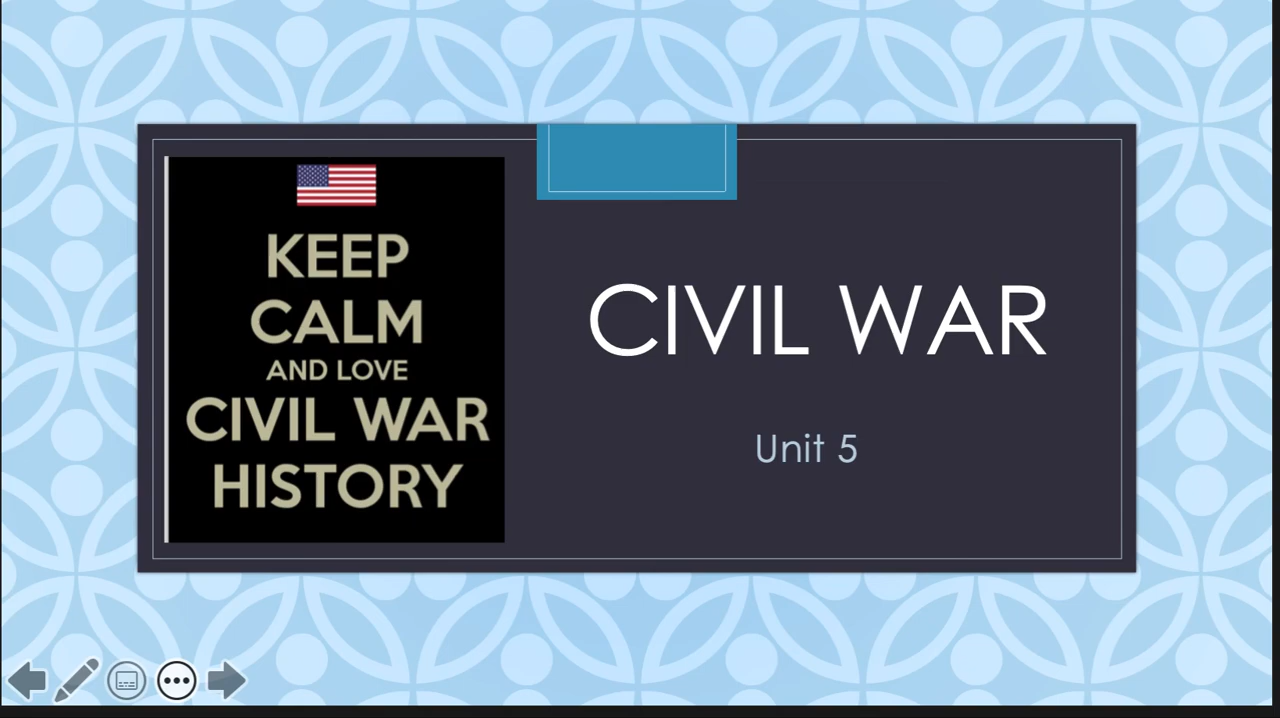 KEEP
CALM
AND LOVE
CIVIL WAR
HISTORY
CIVIL WAR
Unit 5